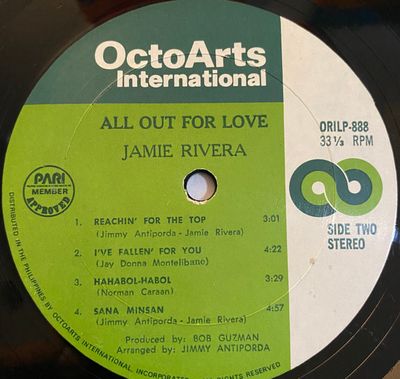 OctoArts
International
ALL OUT FOR LOVE
JAMIE RIVERA
ORILP-888
33 1/3 RPM
PARI
MEMBER
APPROVED
SIDE TWO
STEREO
1. REACHIN' FOR THE TOP 3:01
(Jimmy Antiporda - Jamie Rivera)
2. I'VE FALLEN' FOR YOU 4:22
(Jay Donna Montelibano)
3. HAHABOL-HABOL 3:29
(Norman Caraan)
4. SANA MINSAN 4:57
(Jimmy Antiporda - Jamie Rivera)
Produced by: BOB GUZMAN
Arranged by: JIMMY ANTIPORDA
DISTRIBUTED IN THE PHILIPPINES BY OCTOARTS INTERNATIONAL, INCORPORATED